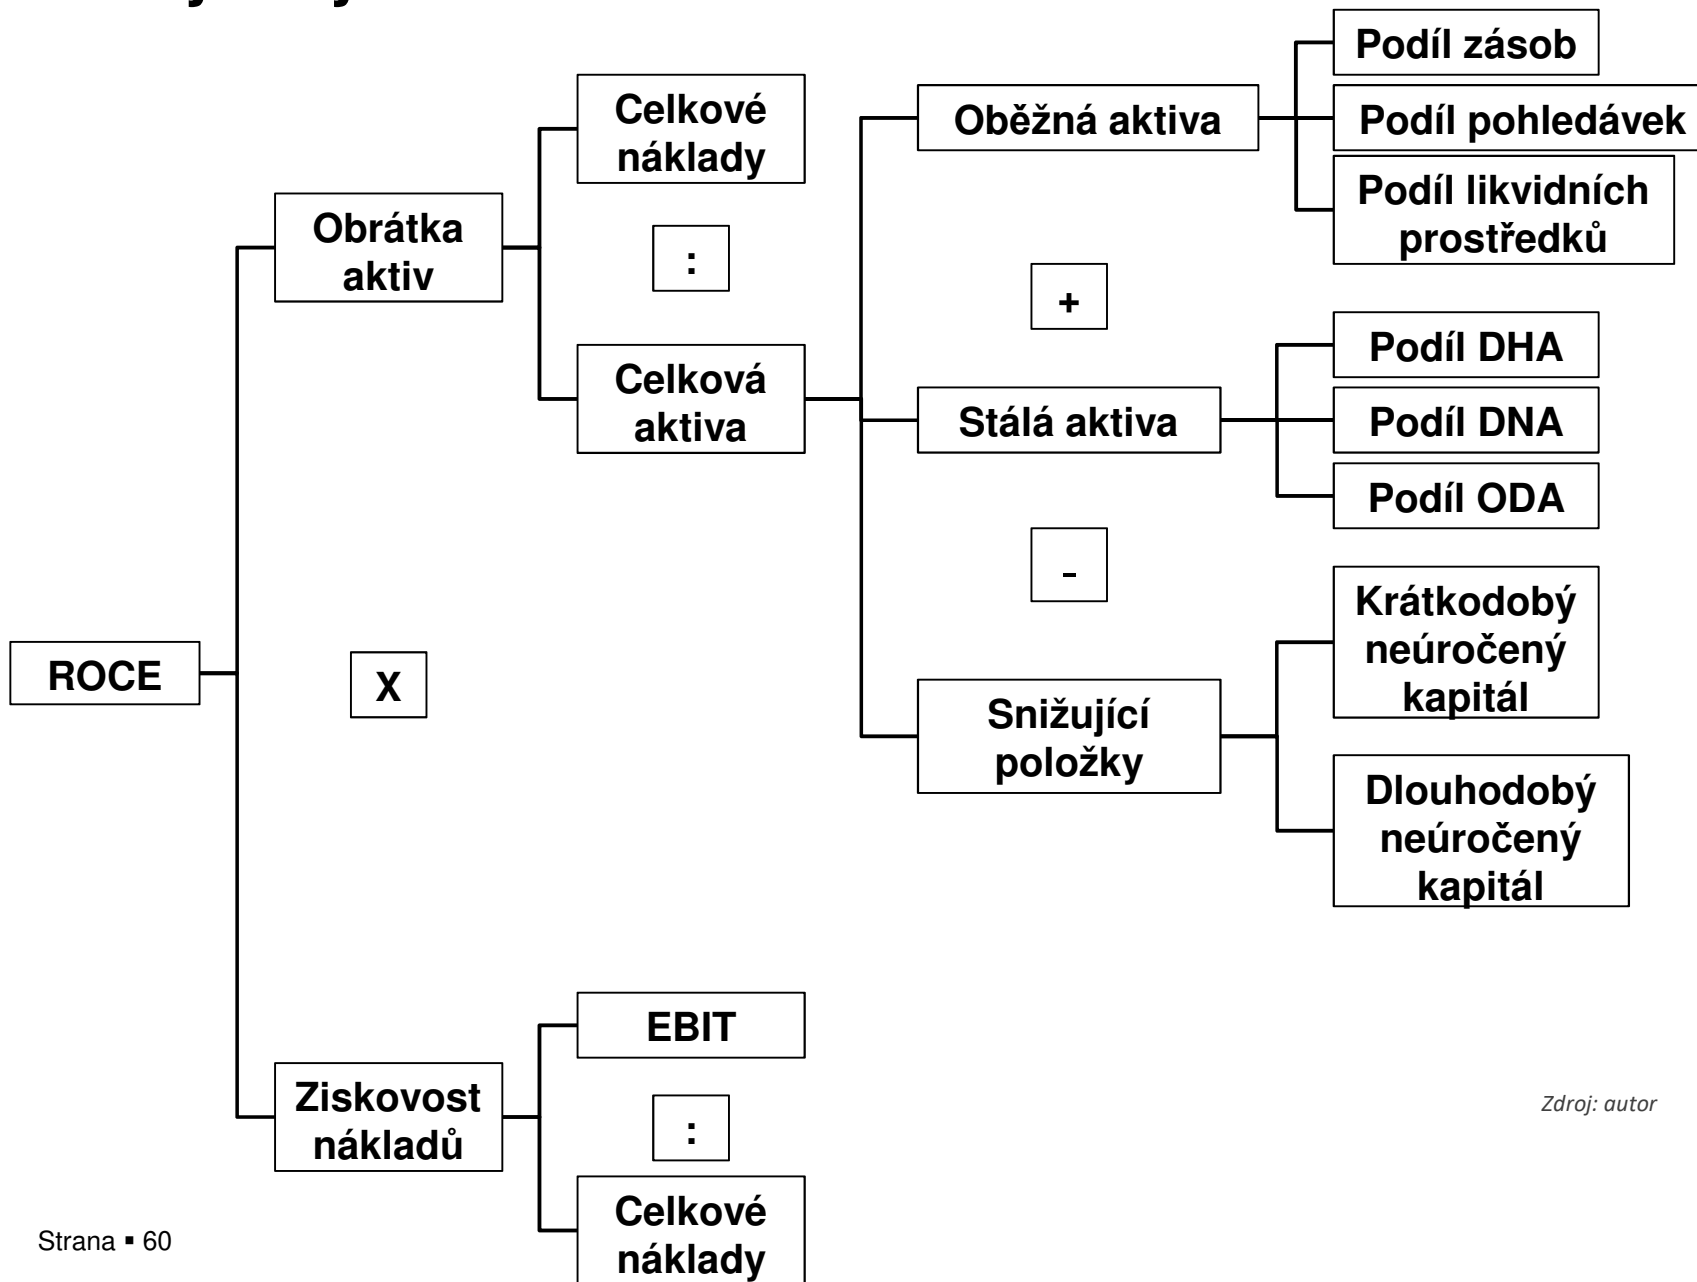 Podíl zásob
Celkové
náklady
Oběžná aktiva
Podíl pohledávek
Podíl likvidních
prostředků
Obrátka
aktiv
:
+
Podíl DHA
Celková
aktiva
Stálá aktiva
Podíl DNA
Podíl ODA
-
Krátkodobý
neúročený
kapitál
ROCE
X
Snižující
položky
Dlouhodobý
neúročený
kapitál
EBIT
Ziskovost
nákladů
:
Zdroj: autor
Celkové
náklady
Strana ▪ 60